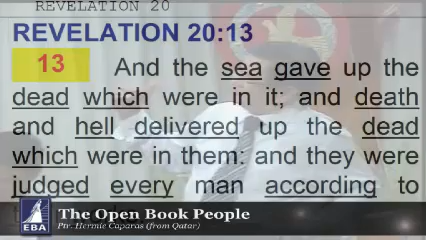 REVELATION 20
REVELATION 20:13
13 And the sea gave up the
dead which were in it; and death
and hell delivered up the dead
which were in them: and they were
judged every man according to
The Open Book People
Ptr. Hermie Caparas (from Qatar)
EBA